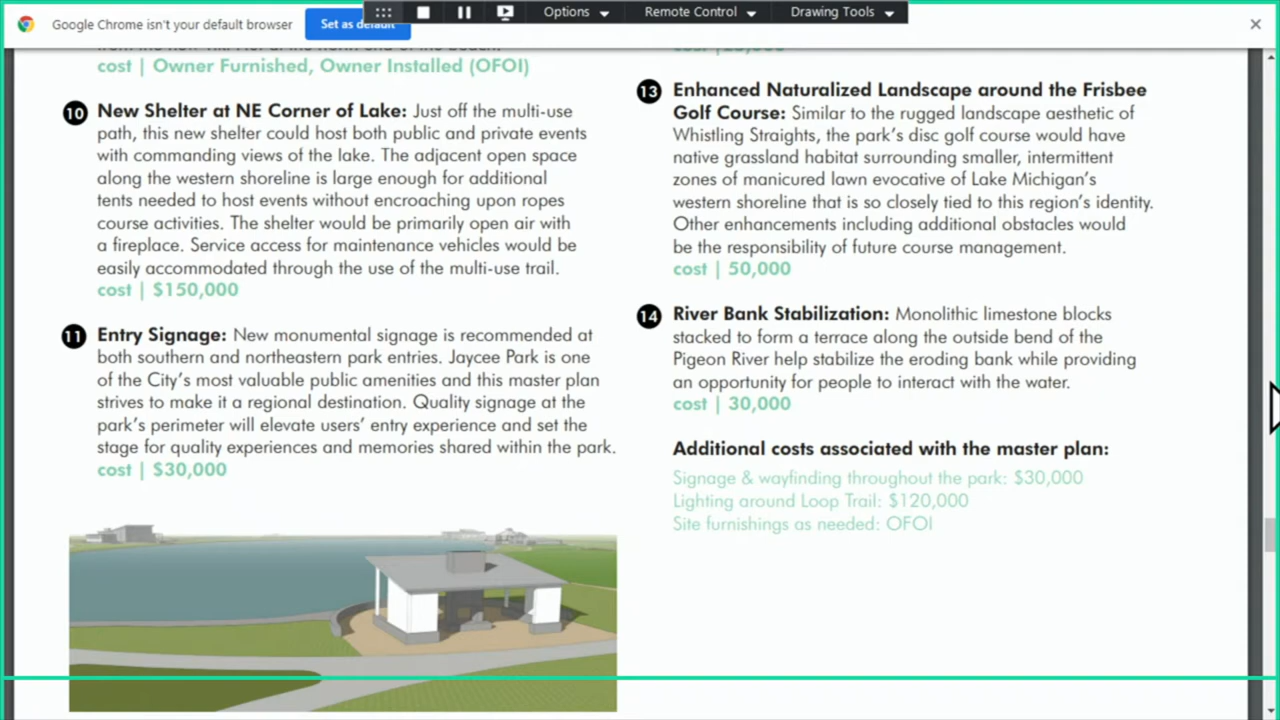 Options
Remote Control
Drawing Tools
Google Chrome isn't your default browser
Set as default
cost | Owner Furnished, Owner Installed (OFOI)
10 New Shelter at NE Corner of Lake: Just off the multi-use
path, this new shelter could host both public and private events
with commanding views of the lake. The adjacent open space
along the western shoreline is large enough for additional
tents needed to host events without encroaching upon ropes
course activities. The shelter would be primarily open air with
a fireplace. Service access for maintenance vehicles would be
easily accommodated through the use of the multi-use trail.
cost | $150,000
11 Entry Signage: New monumental signage is recommended at
both southern and northeastern park entries. Jaycee Park is one
of the City's most valuable public amenities and this master plan
strives to make it a regional destination. Quality signage at the
park's perimeter will elevate users' entry experience and set the
stage for quality experiences and memories shared within the park.
cost | $30,000
13 Enhanced Naturalized Landscape around the Frisbee
Golf Course: Similar to the rugged landscape aesthetic of
Whistling Straights, the park's disc golf course would have
native grassland habitat surrounding smaller, intermittent
zones of manicured lawn evocative of Lake Michigan's
western shoreline that is so closely tied to this region's identity.
Other enhancements including additional obstacles would
be the responsibility of future course management.
cost | 50,000
14 River Bank Stabilization: Monolithic limestone blocks
stacked to form a terrace along the outside bend of the
Pigeon River help stabilize the eroding bank while providing
an opportunity for people to interact with the water.
cost | 30,000
Additional costs associated with the master plan:
Signage & wayfinding throughout the park: $30,000
Lighting around Loop Trail: $120,000
Site furnishings as needed: OFOI